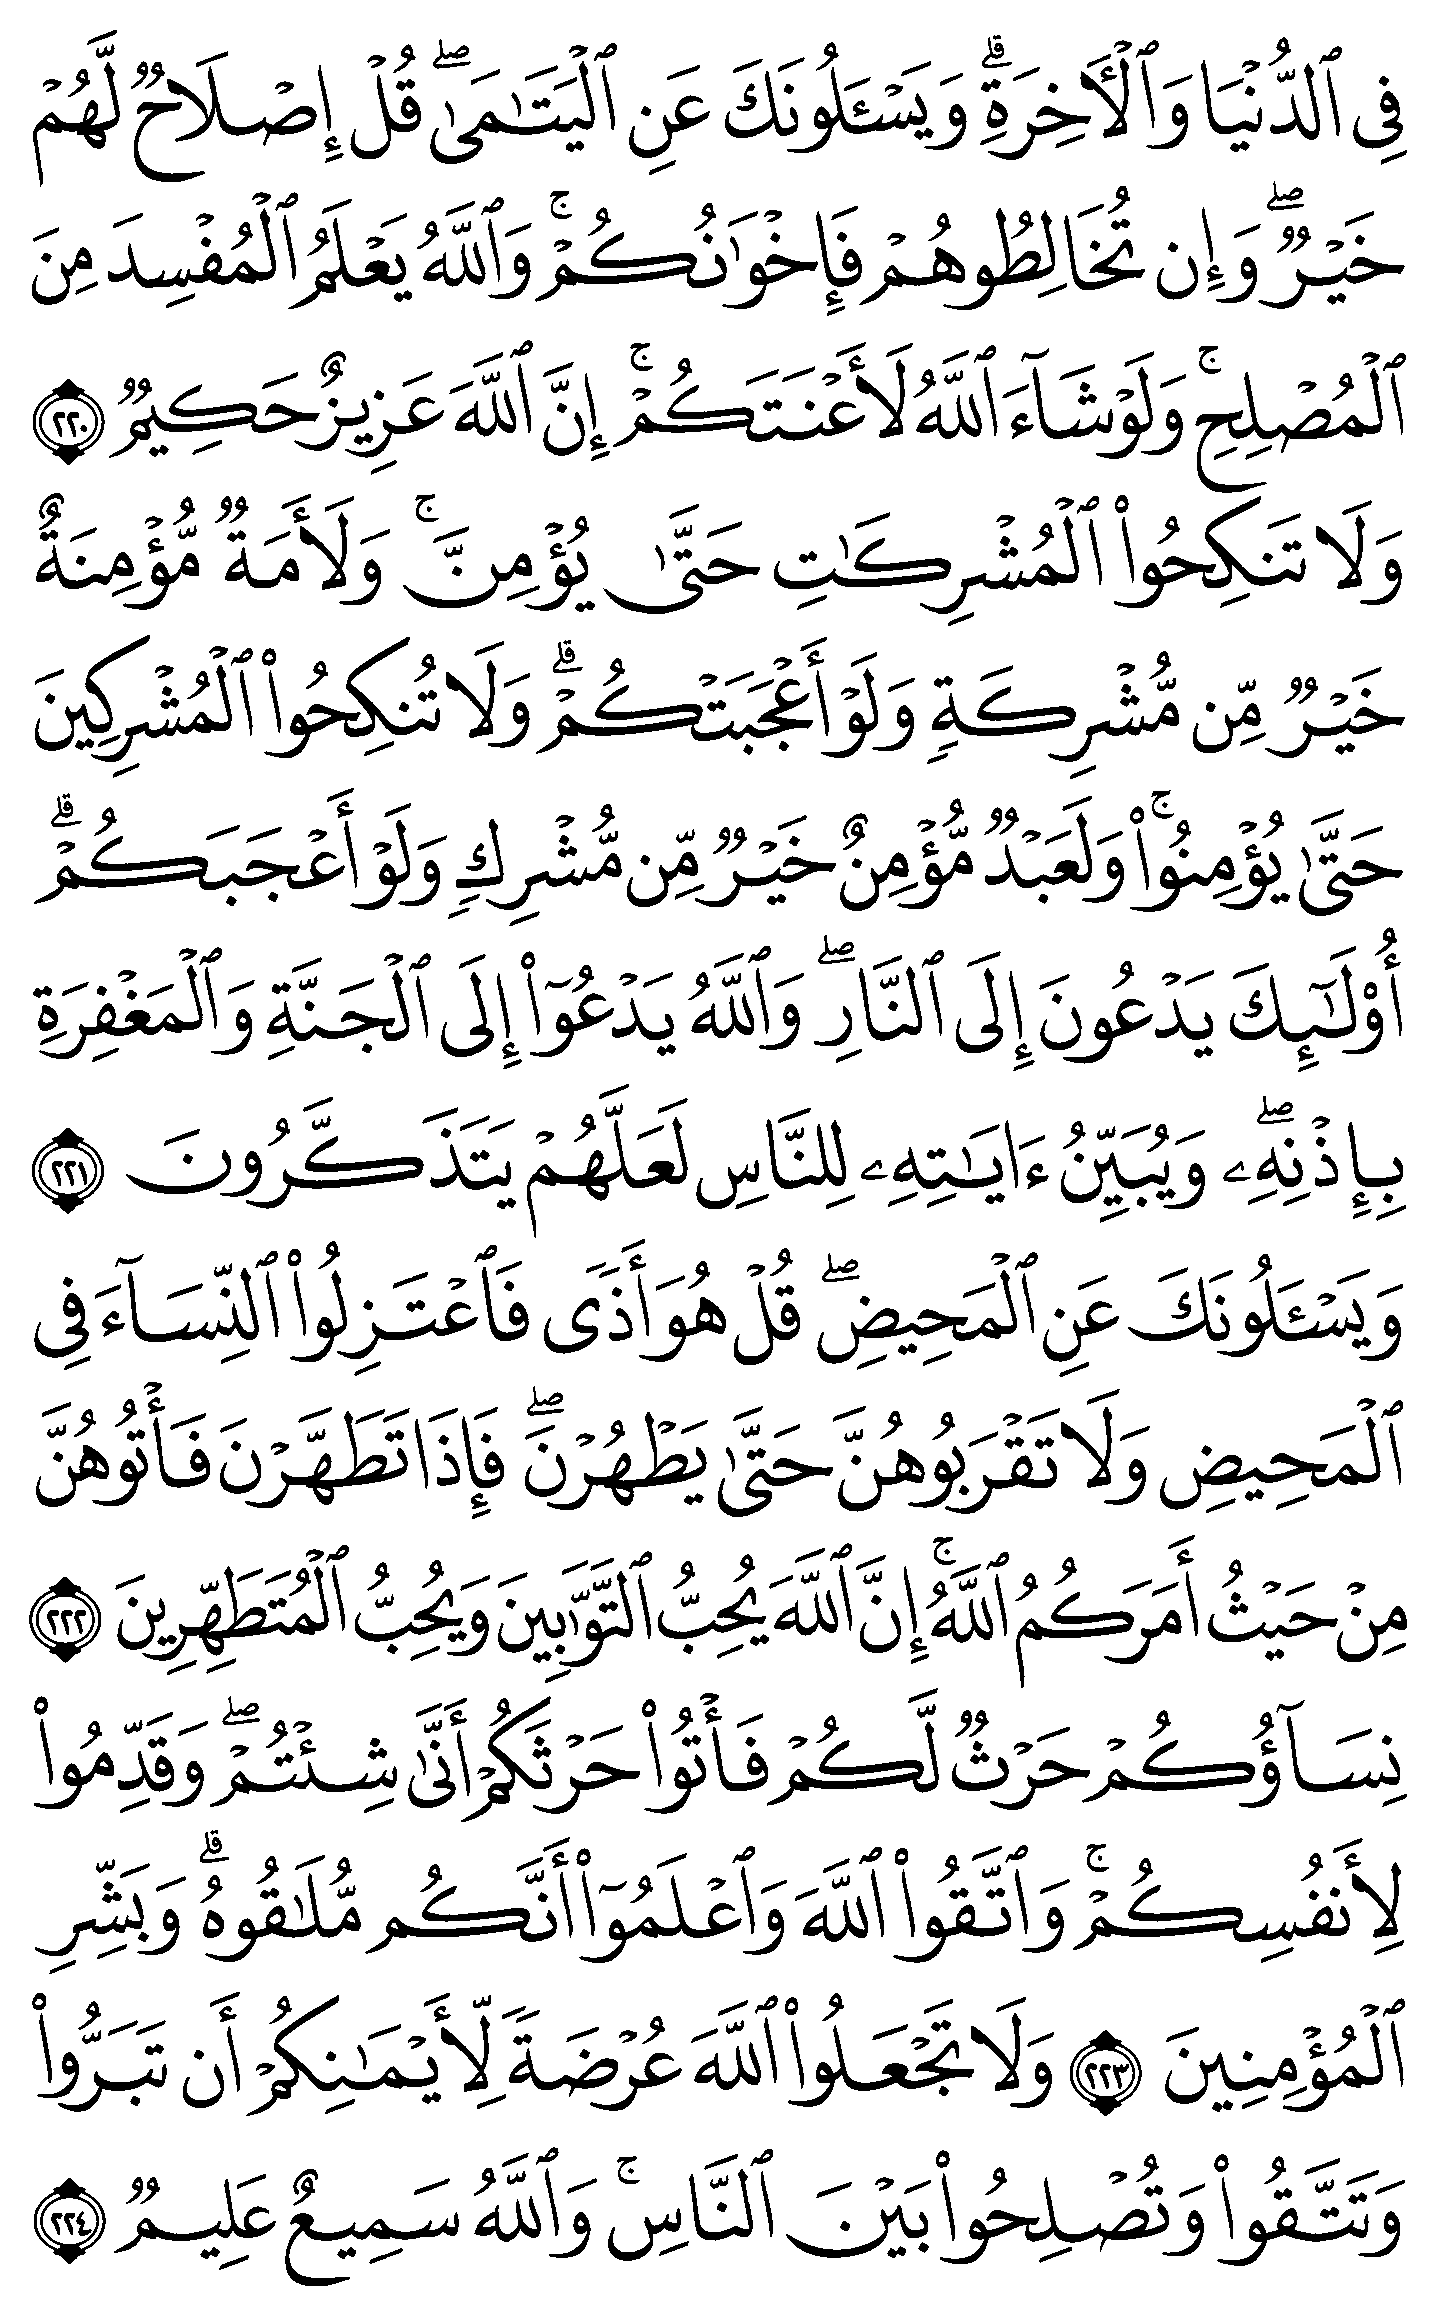 فِى ٱلدُّنْيَا وَٱلْـَٔاخِرَةِ ۗ وَيَسْـَٔلُونَكَ عَنِ ٱلْيَتَـٰمَىٰ ۖ قُلْ إِصْلَاحٌ لَّهُمْ
خَيْرٌ ۖ وَإِن تُخَالِطُوهُمْ فَإِخْوَٰنُكُمْ ۚ وَٱللَّهُ يَعْلَمُ ٱلْمُفْسِدَ مِنَ
ٱلْمُصْلِحِ ۚ وَلَوْ شَآءَ ٱللَّهُ لَأَعْنَتَكُمْ ۚ إِنَّ ٱللَّهَ عَزِيزٌ حَكِيمٌ ٢٢٠
وَلَا تَنكِحُوا۟ ٱلْمُشْرِكَـٰتِ حَتَّىٰ يُؤْمِنَّ ۚ وَلَأَمَةٌ مُّؤْمِنَةٌ
خَيْرٌ مِّن مُّشْرِكَةٍ وَلَوْ أَعْجَبَتْكُمْ ۗ وَلَا تُنكِحُوا۟ ٱلْمُشْرِكِينَ
حَتَّىٰ يُؤْمِنُوا۟ ۚ وَلَعَبْدٌ مُّؤْمِنٌ خَيْرٌ مِّن مُّشْرِكٍ وَلَوْ أَعْجَبَكُمْ ۗ
أُو۟لَـٰٓئِكَ يَدْعُونَ إِلَى ٱلنَّارِ ۖ وَٱللَّهُ يَدْعُوٓا۟ إِلَى ٱلْجَنَّةِ وَٱلْمَغْفِرَةِ
بِإِذْنِهِۦ ۖ وَيُبَيِّنُ ءَايَـٰتِهِۦ لِلنَّاسِ لَعَلَّهُمْ يَتَذَكَّرُونَ ٢٢١
وَيَسْـَٔلُونَكَ عَنِ ٱلْمَحِيضِ ۖ قُلْ هُوَ أَذًى فَٱعْتَزِلُوا۟ ٱلنِّسَآءَ فِى
ٱلْمَحِيضِ وَلَا تَقْرَبُوهُنَّ حَتَّىٰ يَطْهُرْنَ ۖ فَإِذَا تَطَهَّرْنَ فَأْتُوهُنَّ
مِنْ حَيْثُ أَمَرَكُمُ ٱللَّهُ ۚ إِنَّ ٱللَّهَ يُحِبُّ ٱلتَّوَّٰبِينَ وَيُحِبُّ ٱلْمُتَطَهِّرِينَ ٢٢٢
نِسَآؤُكُمْ حَرْثٌ لَّكُمْ فَأْتُوا۟ حَرْثَكُمْ أَنَّىٰ شِئْتُمْ ۖ وَقَدِّمُوا۟
لِأَنفُسِكُمْ ۚ وَٱتَّقُوا۟ ٱللَّهَ وَٱعْلَمُوٓا۟ أَنَّكُم مُّلَـٰقُوهُ ۗ وَبَشِّرِ
ٱلْمُؤْمِنِينَ ٢٢٣ وَلَا تَجْعَلُوا۟ ٱللَّهَ عُرْضَةً لِّأَيْمَـٰنِكُمْ أَن تَبَرُّوا۟
وَتَتَّقُوا۟ وَتُصْلِحُوا۟ بَيْنَ ٱلنَّاسِ ۚ وَٱللَّهُ سَمِيعٌ عَلِيمٌ ٢٢٤